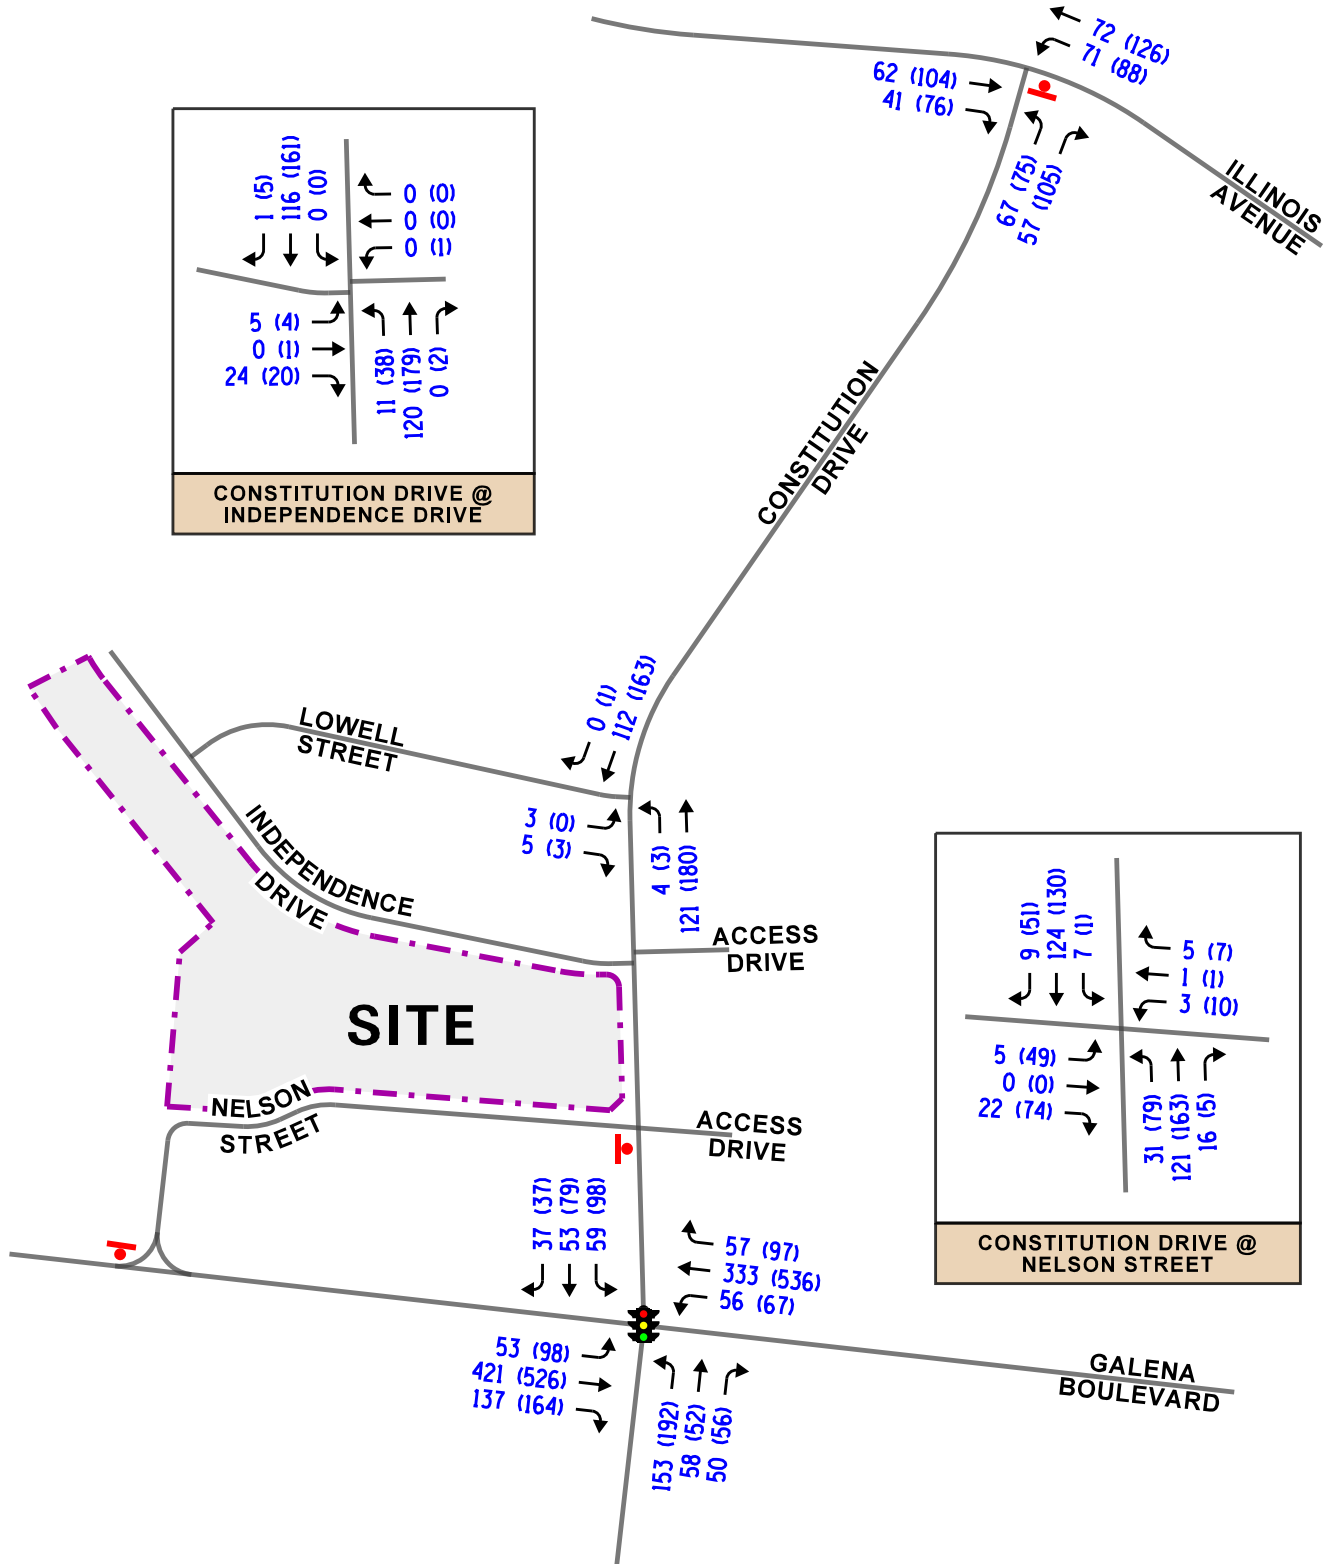 72 (126)
71 (88)
62 (104)
41 (76)
67 (75)
57 (105)
ILLINOIS
AVENUE
1 (5)
116 (161)
0 (0)
0 (0)
0 (0)
0 (1)
5 (4)
0 (1)
24 (20)
11 (38)
120 (179)
0 (2)
CONSTITUTION DRIVE @
INDEPENDENCE DRIVE
CONSTITUTION
DRIVE
0 (1)
112 (163)
LOWELL
STREET
3 (0)
5 (3)
4 (3)
121 (180)
INDEPENDENCE
DRIVE
ACCESS
DRIVE
SITE
NELSON
STREET
ACCESS
DRIVE
9 (51)
124 (130)
7 (1)
5 (7)
1 (1)
3 (10)
5 (49)
0 (0)
22 (74)
31 (79)
121 (163)
16 (5)
CONSTITUTION DRIVE @
NELSON STREET
37 (37)
53 (79)
59 (98)
57 (97)
333 (536)
56 (67)
53 (98)
421 (526)
137 (164)
153 (192)
58 (52)
50 (56)
GALENA
BOULEVARD